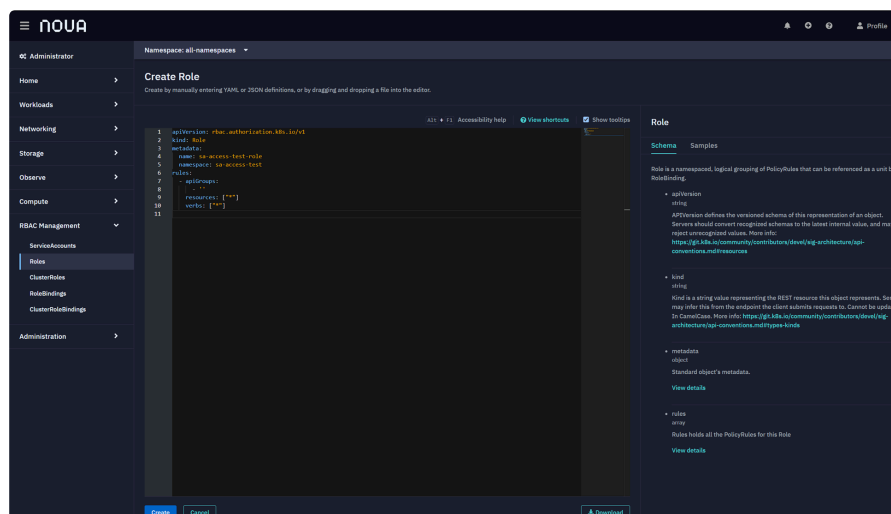 NOVA
Profile
Administrator
Home
Workloads
Networking
Storage
Observe
Compute
RBAC Management
ServiceAccounts
Roles
ClusterRoles
RoleBindings
ClusterRoleBindings
Administration
Namespace: all-namespaces
Create Role
Create by manually entering YAML or JSON definitions, or by dragging and dropping a file into the editor.
Alt + F1 Accessibility help
View shortcuts
Show tooltips
1 apiVersion: rbac.authorization.k8s.io/v1
2 kind: Role
3 metadata:
4 name: sa-access-test-role
5 namespace: sa-access-test
6 rules:
7 - apiGroups:
8 - ''
9 resources: ["*"]
10 verbs: ["*"]
11
Create
Cancel
Download
Role
Schema
Samples
Role is a namespaced, logical grouping of PolicyRules that can be referenced as a unit b
RoleBinding.
• apiVersion
string
APIVersion defines the versioned schema of this representation of an object.
Servers should convert recognized schemas to the latest internal value, and ma
reject unrecognized values. More info:
https://git.k8s.io/community/contributors/devel/sig-architecture/api-
conventions.md#resources
• kind
string
Kind is a string value representing the REST resource this object represents. Se
may infer this from the endpoint the client submits requests to. Cannot be upda
In CamelCase. More info: https://git.k8s.io/community/contributors/devel/sig-
architecture/api-conventions.md#types-kinds
• metadata
object
Standard object's metadata.
View details
• rules
array
Rules holds all the PolicyRules for this Role
View details